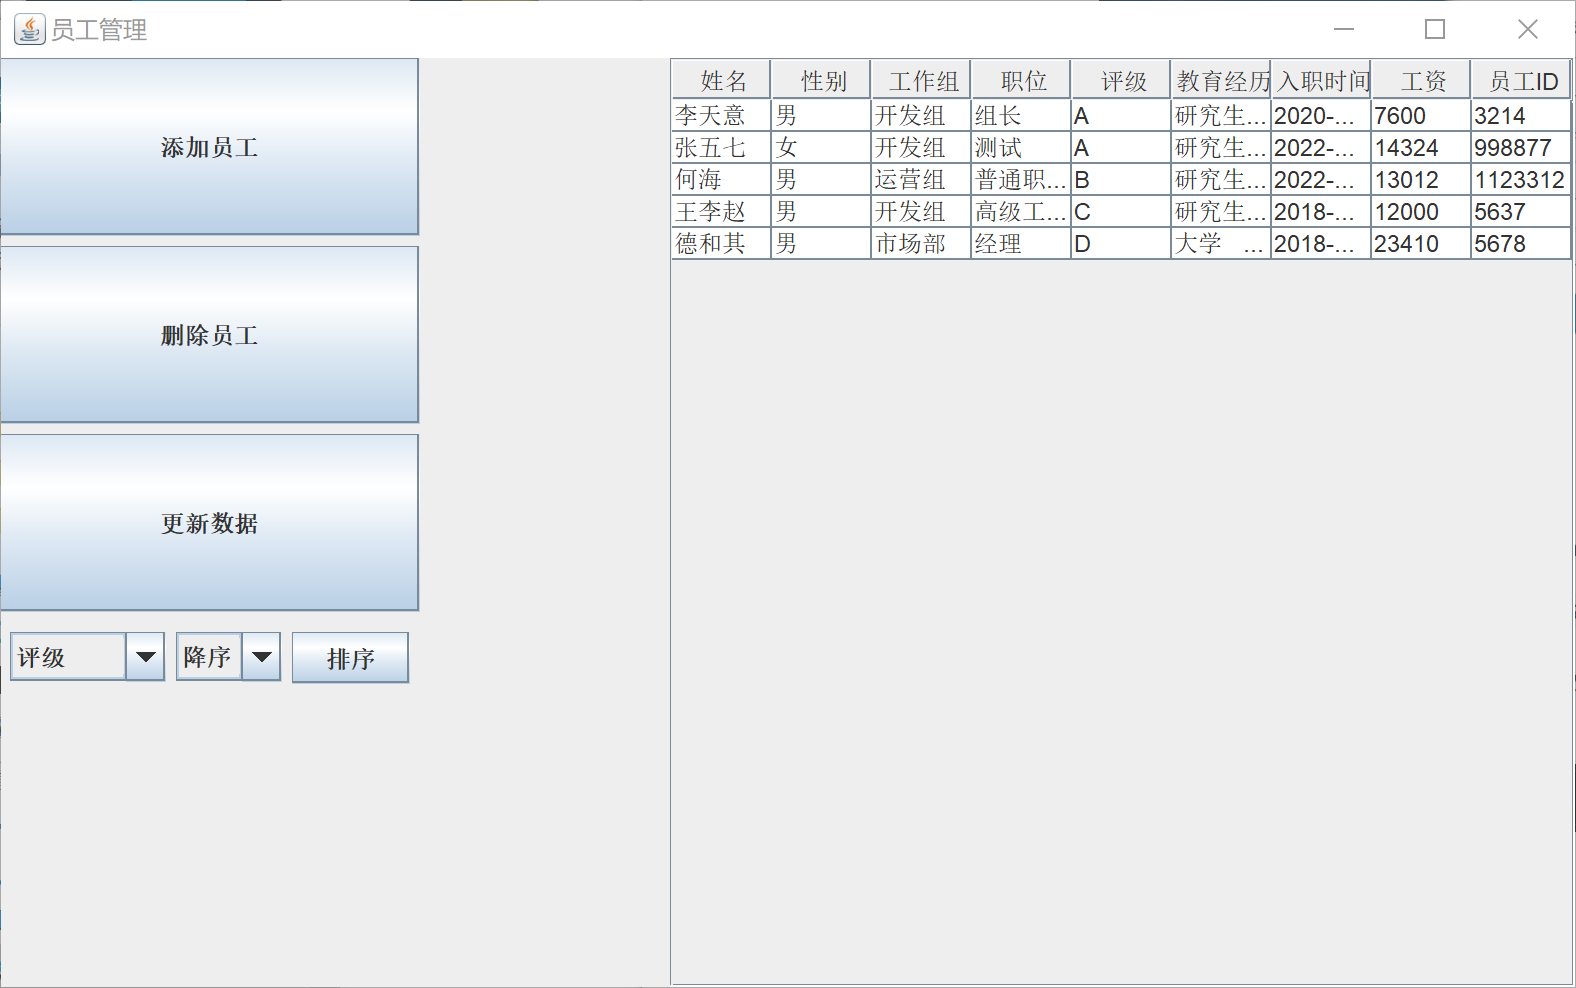 员工管理
添加员工
删除员工
更新数据
评级 降序 排序
姓名 性别 工作组 职位 评级 教育经历 入职时间 工资 员工ID
李天意 男 开发组 组长 A 研究生... 2020-... 7600 3214
张五七 女 开发组 测试 A 研究生... 2022-... 14324 998877
何海 男 运营组 普通职... B 研究生... 2022-... 13012 1123312
王李赵 男 开发组 高级工... C 研究生... 2018-... 12000 5637
德和其 男 市场部 经理 D 大学 ... 2018-... 23410 5678